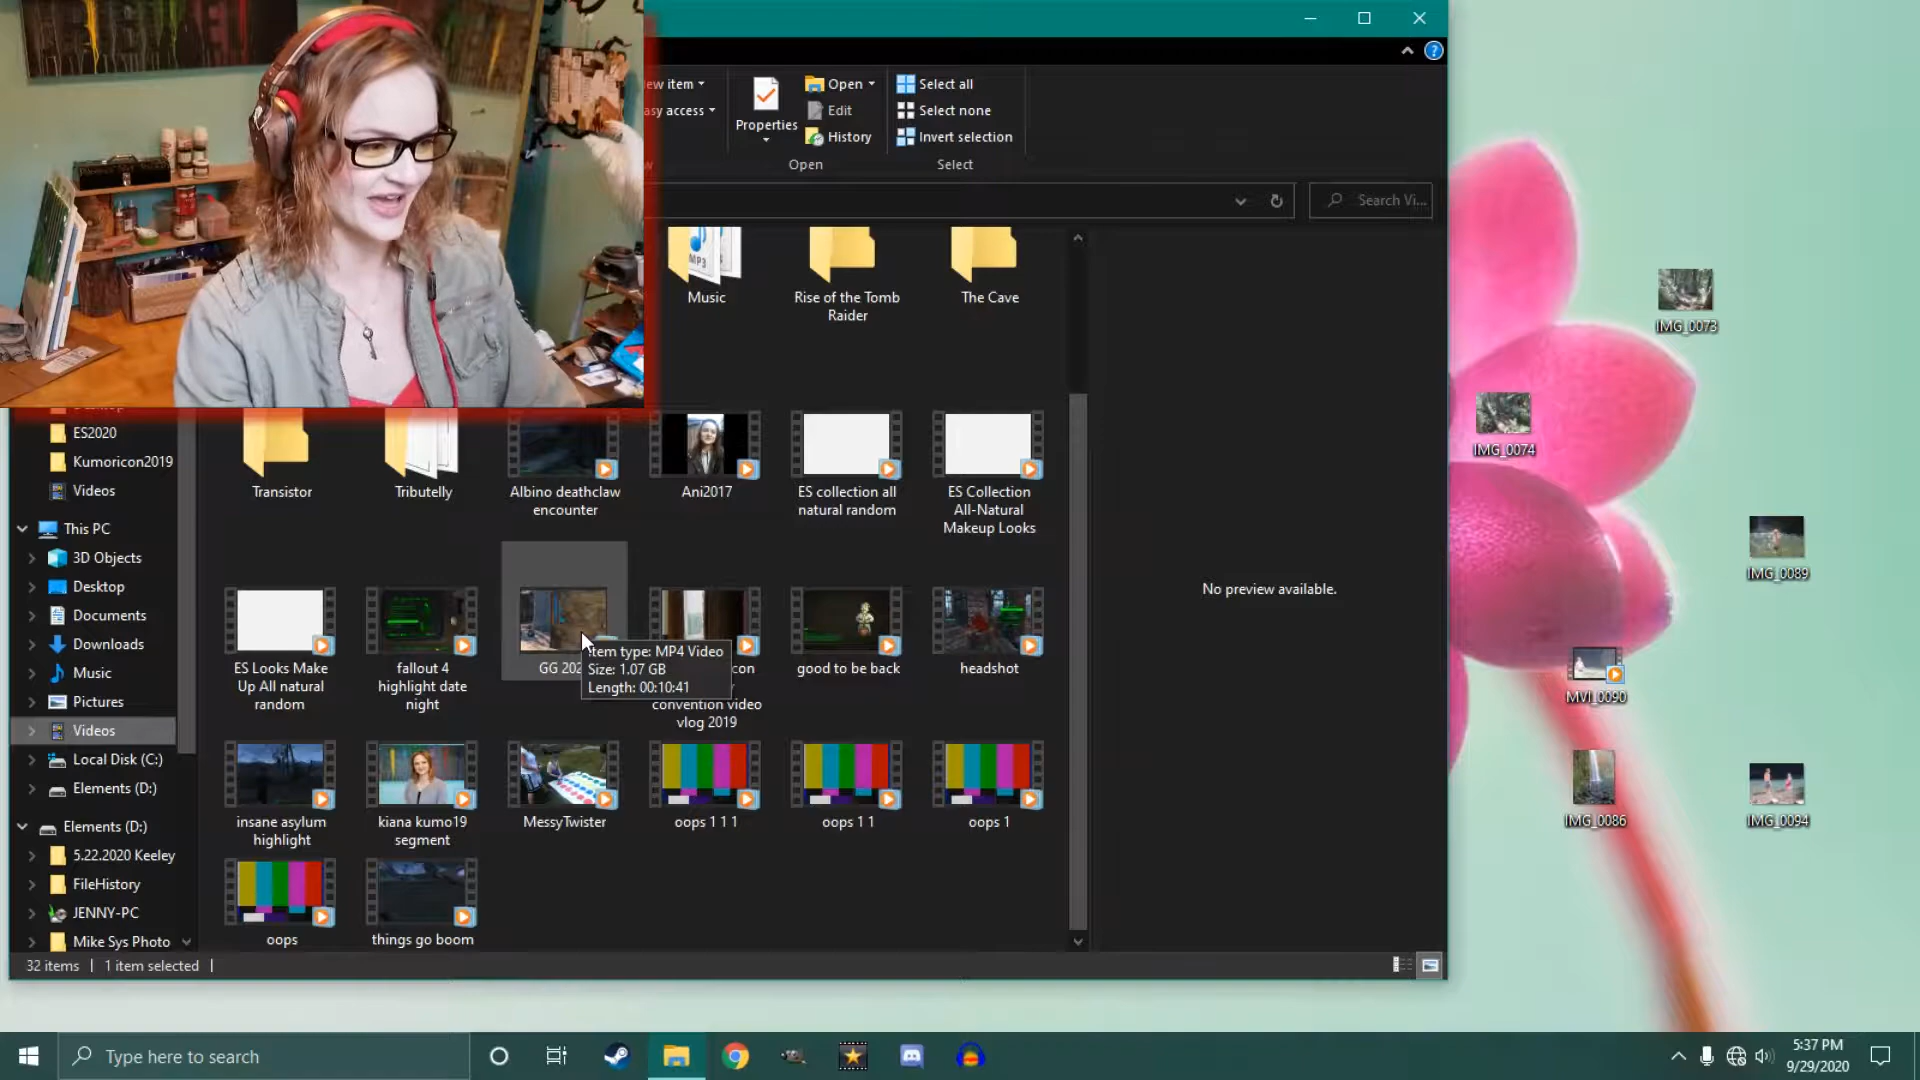 ew item
asy access
Properties
Open
Edit
History
Open
Select all
Select none
Invert selection
Select
Search Vi...
MP3
Music
Rise of the Tomb
Raider
The Cave
ES2020
Kumoricon2019
Videos
This PC
3D Objects
Desktop
Documents
Downloads
Music
Pictures
Videos
Local Disk (C:)
Elements (D:)
Elements (D:)
5.22.2020 Keeley
FileHistory
JENNY-PC
Mike Sys Photo
Transistor
Tributelly
Albino deathclaw
encounter
Ani2017
ES collection all
natural random
ES Collection
All-Natural
Makeup Looks
ES Looks Make
Up All natural
random
fallout 4
highlight date
night
GG 202
Item type: MP4 Video
Size: 1.07 GB
Length: 00:10:41
con
convention video
vlog 2019
good to be back
headshot
insane asylum
highlight
kiana kumo19
segment
MessyTwister
oops 1 1 1
oops 1 1
oops 1
oops
things go boom
No preview available.
32 items
1 item selected
IMG_0073
IMG_0074
IMG_0089
MVI_0090
IMG_0086
IMG_0094
Type here to search
5:37 PM
9/29/2020